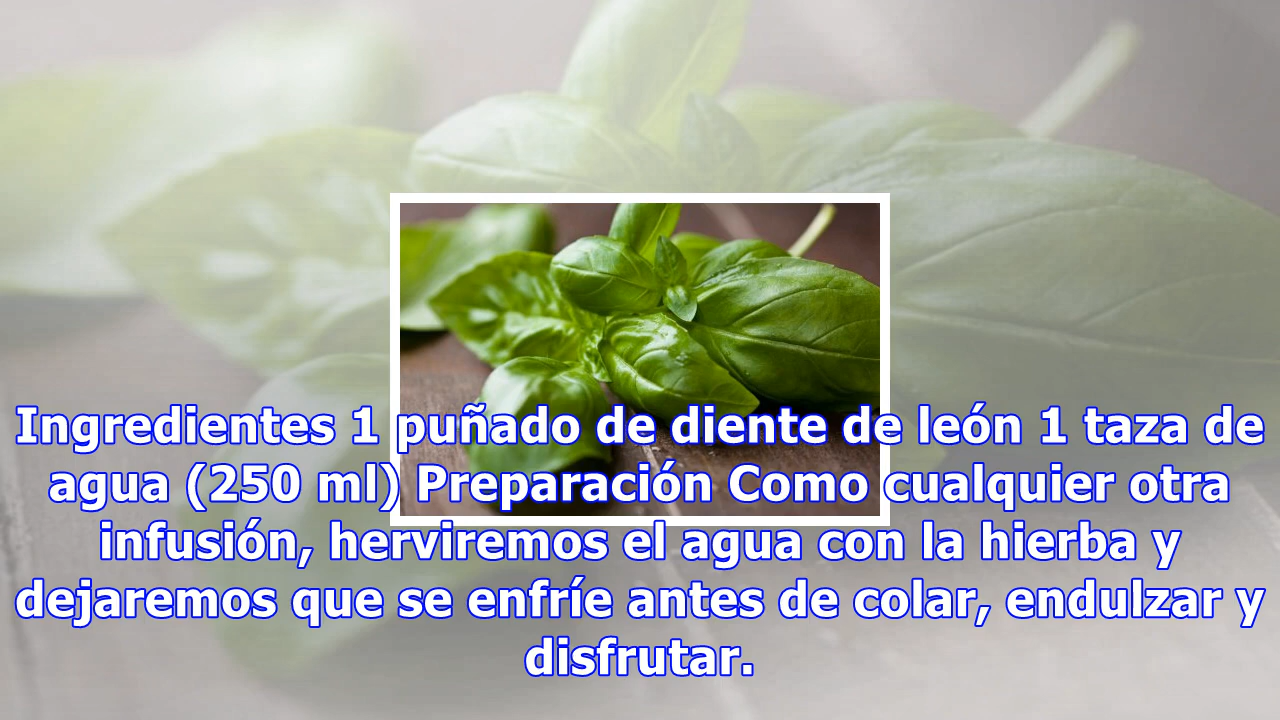 Ingredientes 1 puñado de diente de león 1 taza de
agua (250 ml) Preparación Como cualquier otra
infusión, herviremos el agua con la hierba y
dejaremos que se enfríe antes de colar, endulzar y
disfrutar.